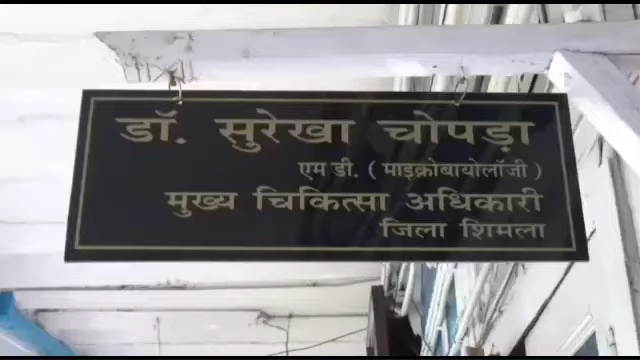 डॉ. सुरेखा चोपड़ा
एम डी. ( माइक्रोबायोलॉजी )
मुख्य चिकित्सा अधिकारी
जिला शिमला